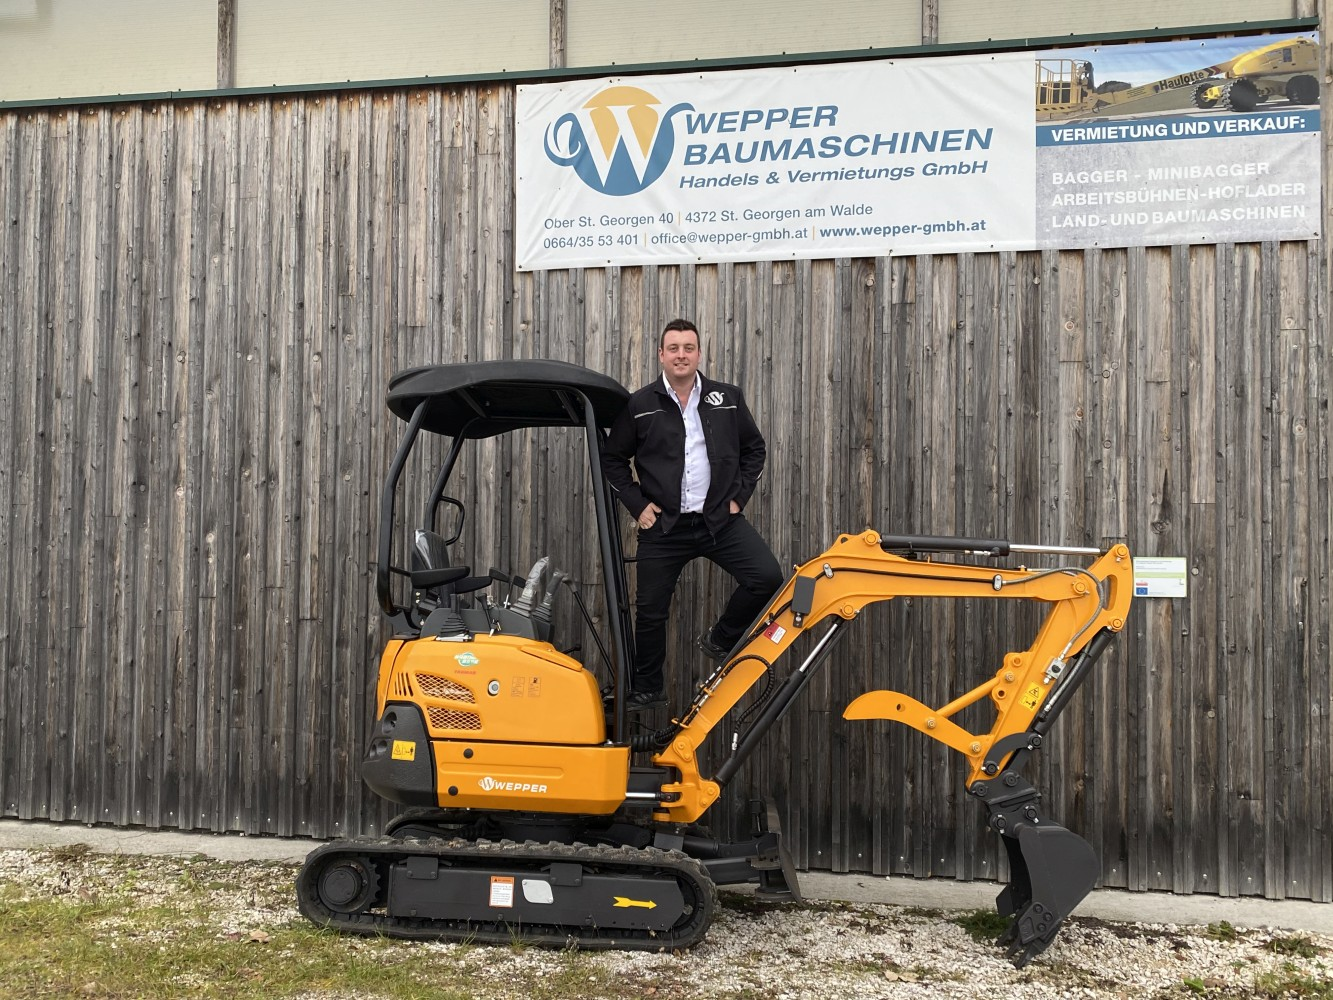 WEPPER
BAUMASCHINEN
Handels & Vermietungs GmbH
Ober St. Georgen 40 | 4372 St. Georgen am Walde
0664/35 53 401 | office@wepper-gmbh.at | www.wepper-gmbh.at
Haulotte
VERMIETUNG UND VERKAUF:
BAGGER - MINIBAGGER
ARBEITSBÜHNEN-HOFLADER
LAND- UND BAUMASCHINEN
W
W
WEPPER